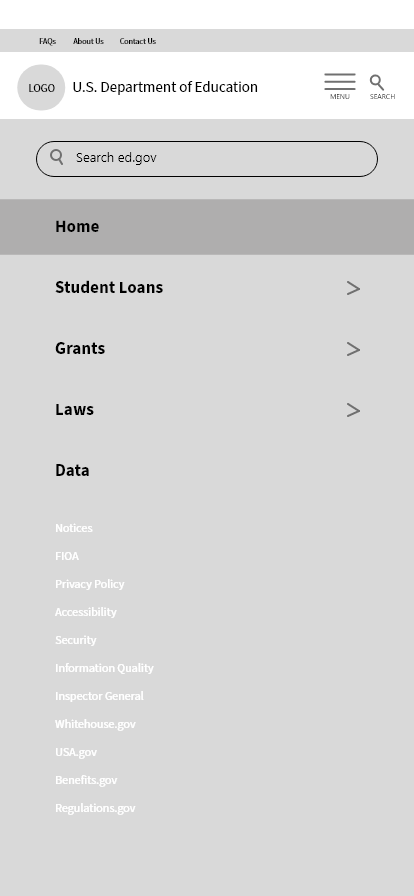 FAQs About Us Contact Us
LOGO U.S. Department of Education MENU SEARCH
Search ed.gov
Home
Student Loans
Grants
Laws
Data
Notices
FIOA
Privacy Policy
Accessibility
Security
Information Quality
Inspector General
Whitehouse.gov
USA.gov
Benefits.gov
Regulations.gov